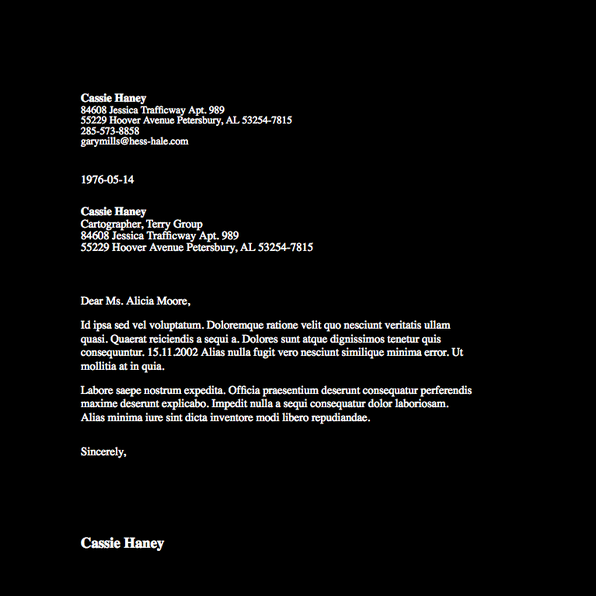 Cassie Haney
84608 Jessica Trafficway Apt. 989
55229 Hoover Avenue Petersbury, AL 53254-7815
285-573-8858
garymills@hess-hale.com
1976-05-14
Cassie Haney
Cartographer, Terry Group
84608 Jessica Trafficway Apt. 989
55229 Hoover Avenue Petersbury, AL 53254-7815
Dear Ms. Alicia Moore,
Id ipsa sed vel voluptatum. Doloremque ratione velit quo nesciunt veritatis ullam
quasi. Quaerat reiciendis a sequi a. Dolores sunt atque dignissimos tenetur quis
consequuntur. 15.11.2002 Alias nulla fugit vero nesciunt similique minima error. Ut
mollitia at in quia.
Labore saepe nostrum expedita. Officia praesentium deserunt consequatur perferendis
maxime deserunt explicabo. Impedit nulla a sequi consequatur dolor laboriosam.
Alias minima iure sint dicta inventore modi libero repudiandae.
Sincerely,
Cassie Haney